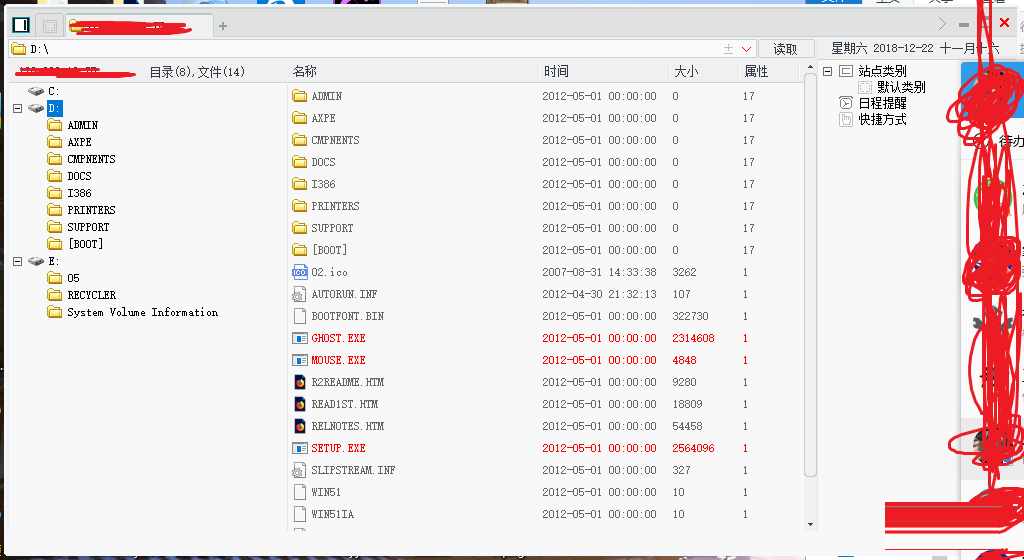 D:\
读取
星期六 2018-12-22 十一月十六
目录(8),文件(14)
名称 时间 大小 属性
C:
D:
ADMIN
AXPE
CMPNENTS
DOCS
I386
PRINTERS
SUPPORT
[BOOT]
E:
05
RECYCLER
System Volume Information
ADMIN 2012-05-01 00:00:00 0 17
AXPE 2012-05-01 00:00:00 0 17
CMPNENTS 2012-05-01 00:00:00 0 17
DOCS 2012-05-01 00:00:00 0 17
I386 2012-05-01 00:00:00 0 17
PRINTERS 2012-05-01 00:00:00 0 17
SUPPORT 2012-05-01 00:00:00 0 17
[BOOT] 2012-05-01 00:00:00 0 17
02.ico 2007-08-31 14:33:38 3262 1
AUTORUN.INF 2012-04-30 21:32:13 107 1
BOOTFONT.BIN 2012-05-01 00:00:00 322730 1
GHOST.EXE 2012-05-01 00:00:00 2314608 1
MOUSE.EXE 2012-05-01 00:00:00 4848 1
R2README.HTM 2012-05-01 00:00:00 9280 1
READ1ST.HTM 2012-05-01 00:00:00 18809 1
RELNOTES.HTM 2012-05-01 00:00:00 54458 1
SETUP.EXE 2012-05-01 00:00:00 2564096 1
SLIPSTREAM.INF 2012-05-01 00:00:00 327 1
WIN51 2012-05-01 00:00:00 10 1
WIN51IA 2012-05-01 00:00:00 10 1
站点类别
默认类别
日程提醒
快捷方式
待办